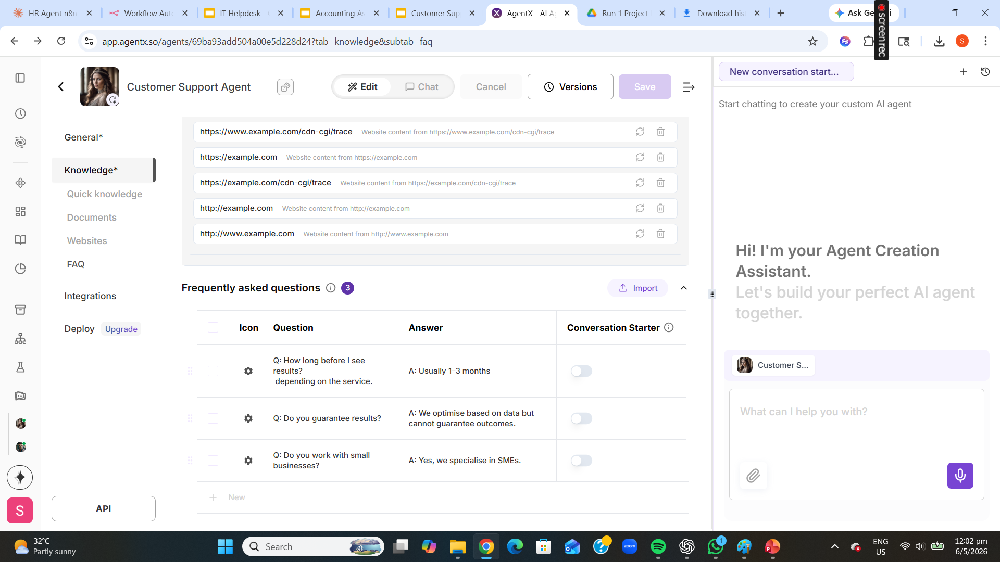 HR Agent n8n
Workflow Auto
IT Helpdesk -
Accounting As
Customer Sup
AgentX - AI Ag
Run 1 Project
Download hist
Ask Ge
screenrec
app.agentx.so/agents/69ba93add504a00e5d228d24?tab=knowledge&subtab=faq
S
Customer Support Agent
Edit
Chat
Cancel
Versions
Save
New conversation start...
Start chatting to create your custom AI agent
General*
Knowledge*
Quick knowledge
Documents
Websites
FAQ
Integrations
Deploy Upgrade
API
S
https://www.example.com/cdn-cgi/trace Website content from https://www.example.com/cdn-cgi/trace
https://example.com Website content from https://example.com
https://example.com/cdn-cgi/trace Website content from https://example.com/cdn-cgi/trace
http://example.com Website content from http://example.com
http://www.example.com Website content from http://www.example.com
Frequently asked questions 3
Import
Icon Question Answer Conversation Starter
Q: How long before I see
results?
depending on the service.
A: Usually 1–3 months
Q: Do you guarantee results?
A: We optimise based on data but
cannot guarantee outcomes.
Q: Do you work with small
businesses?
A: Yes, we specialise in SMEs.
New
Hi! I'm your Agent Creation
Assistant.
Let's build your perfect AI agent
together.
Customer S...
What can I help you with?
32°C
Partly sunny
Search
zoom
1
ENG
US
12:02 pm
6/5/2026